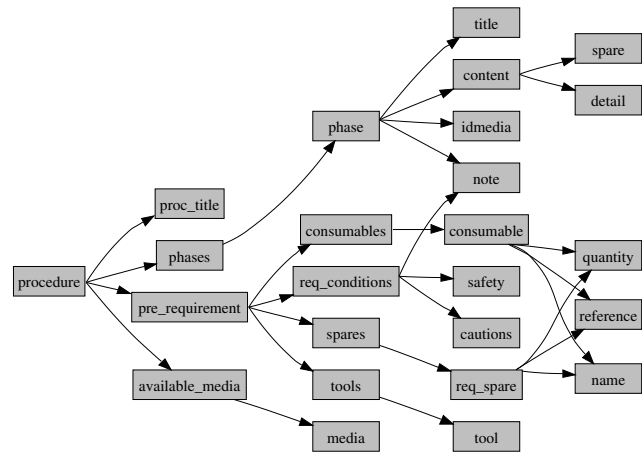 title
spare
content
detail
phase
idmedia
note
proc_title
consumables
consumable
quantity
phases
procedure
req_conditions
safety
pre_requirement
reference
spares
cautions
name
available_media
tools
req_spare
media
tool